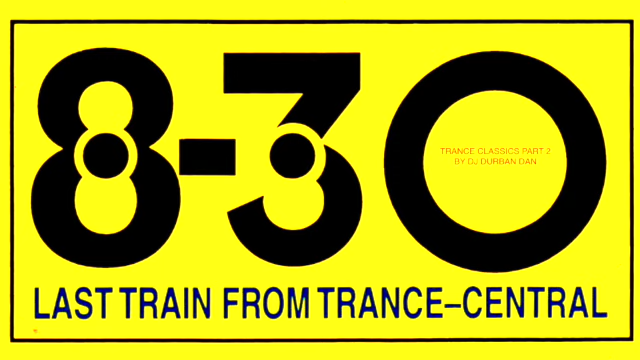 8-30
TRANCE CLASSICS PART 2
BY DJ DURBAN DAN
LAST TRAIN FROM TRANCE-CENTRAL